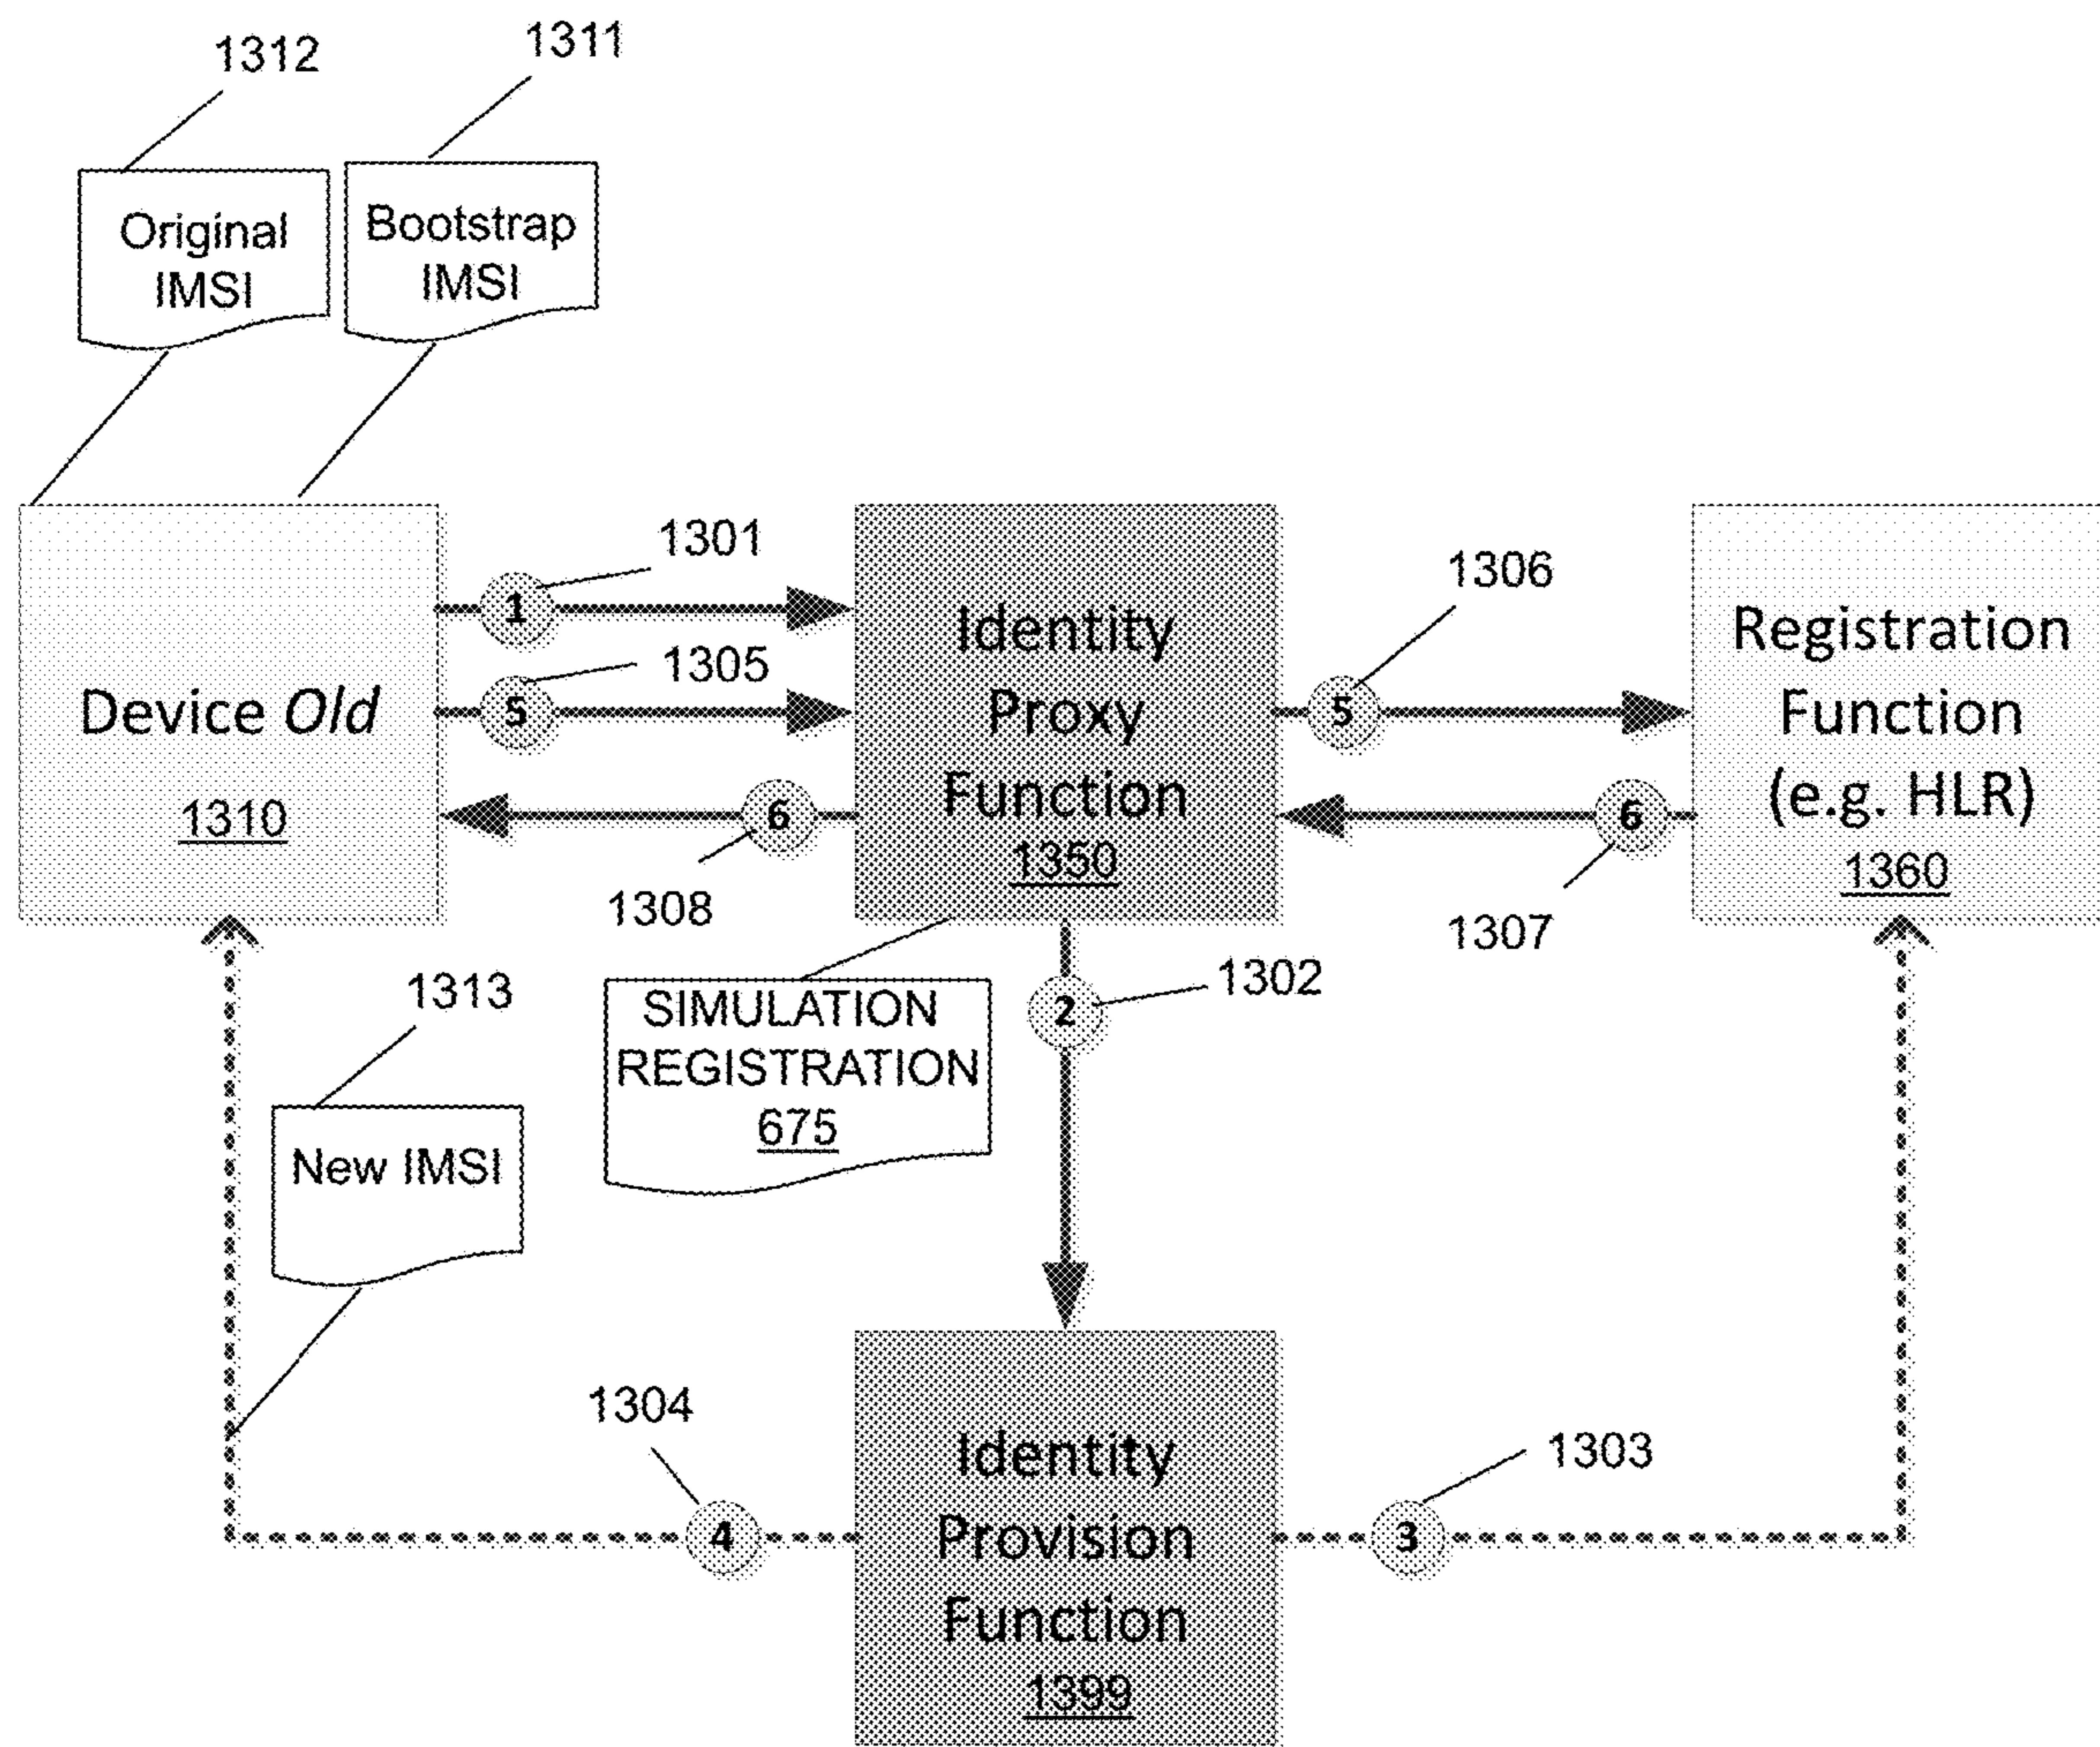 1312
1311
Original
IMSI
Bootstrap
IMSI
1301
1
1305
5
Device Old
1310
6
1308
Identity
Proxy
Function
1350
1306
5
6
1307
Registration
Function
(e.g. HLR)
1360
1313
New IMSI
SIMULATION
REGISTRATION
675
2
1302
1304
4
Identity
Provision
Function
1399
1303
3